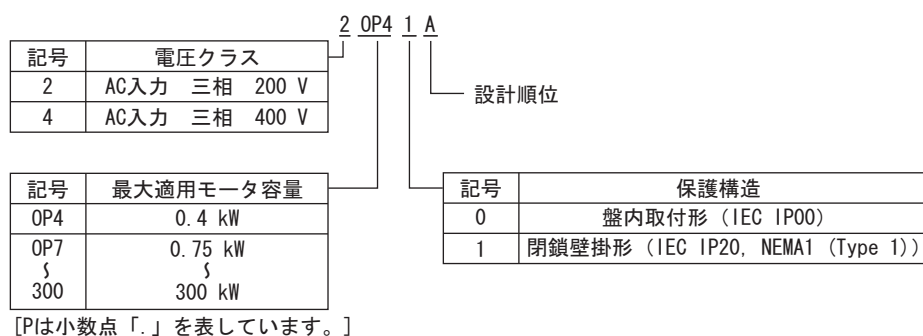 2 0P4 1 A
設計順位
記号 電圧クラス
2 AC入力 三相 200 V
4 AC入力 三相 400 V
記号 最大適用モータ容量
0P4 0.4 kW
0P7 0.75 kW
〜 〜
300 300 kW
[Pは小数点「.」を表しています。]
記号 保護構造
0 盤内取付形 (IEC IP00)
1 閉鎖壁掛形 (IEC IP20, NEMA1 (Type 1))